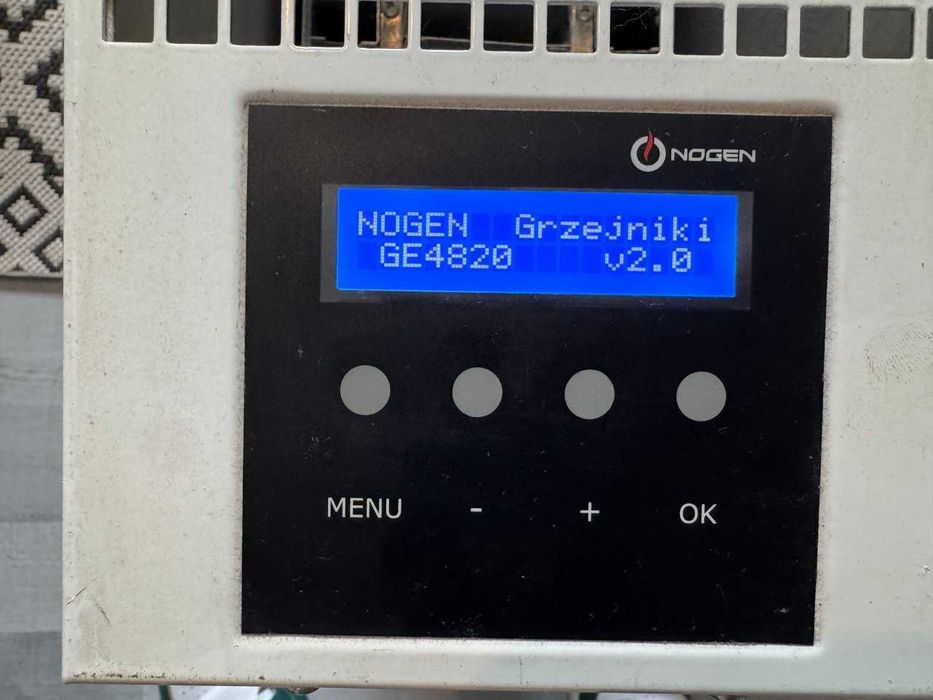 NOGEN
NOGEN Grzejniki
GE4820 v2.0
MENU - + OK